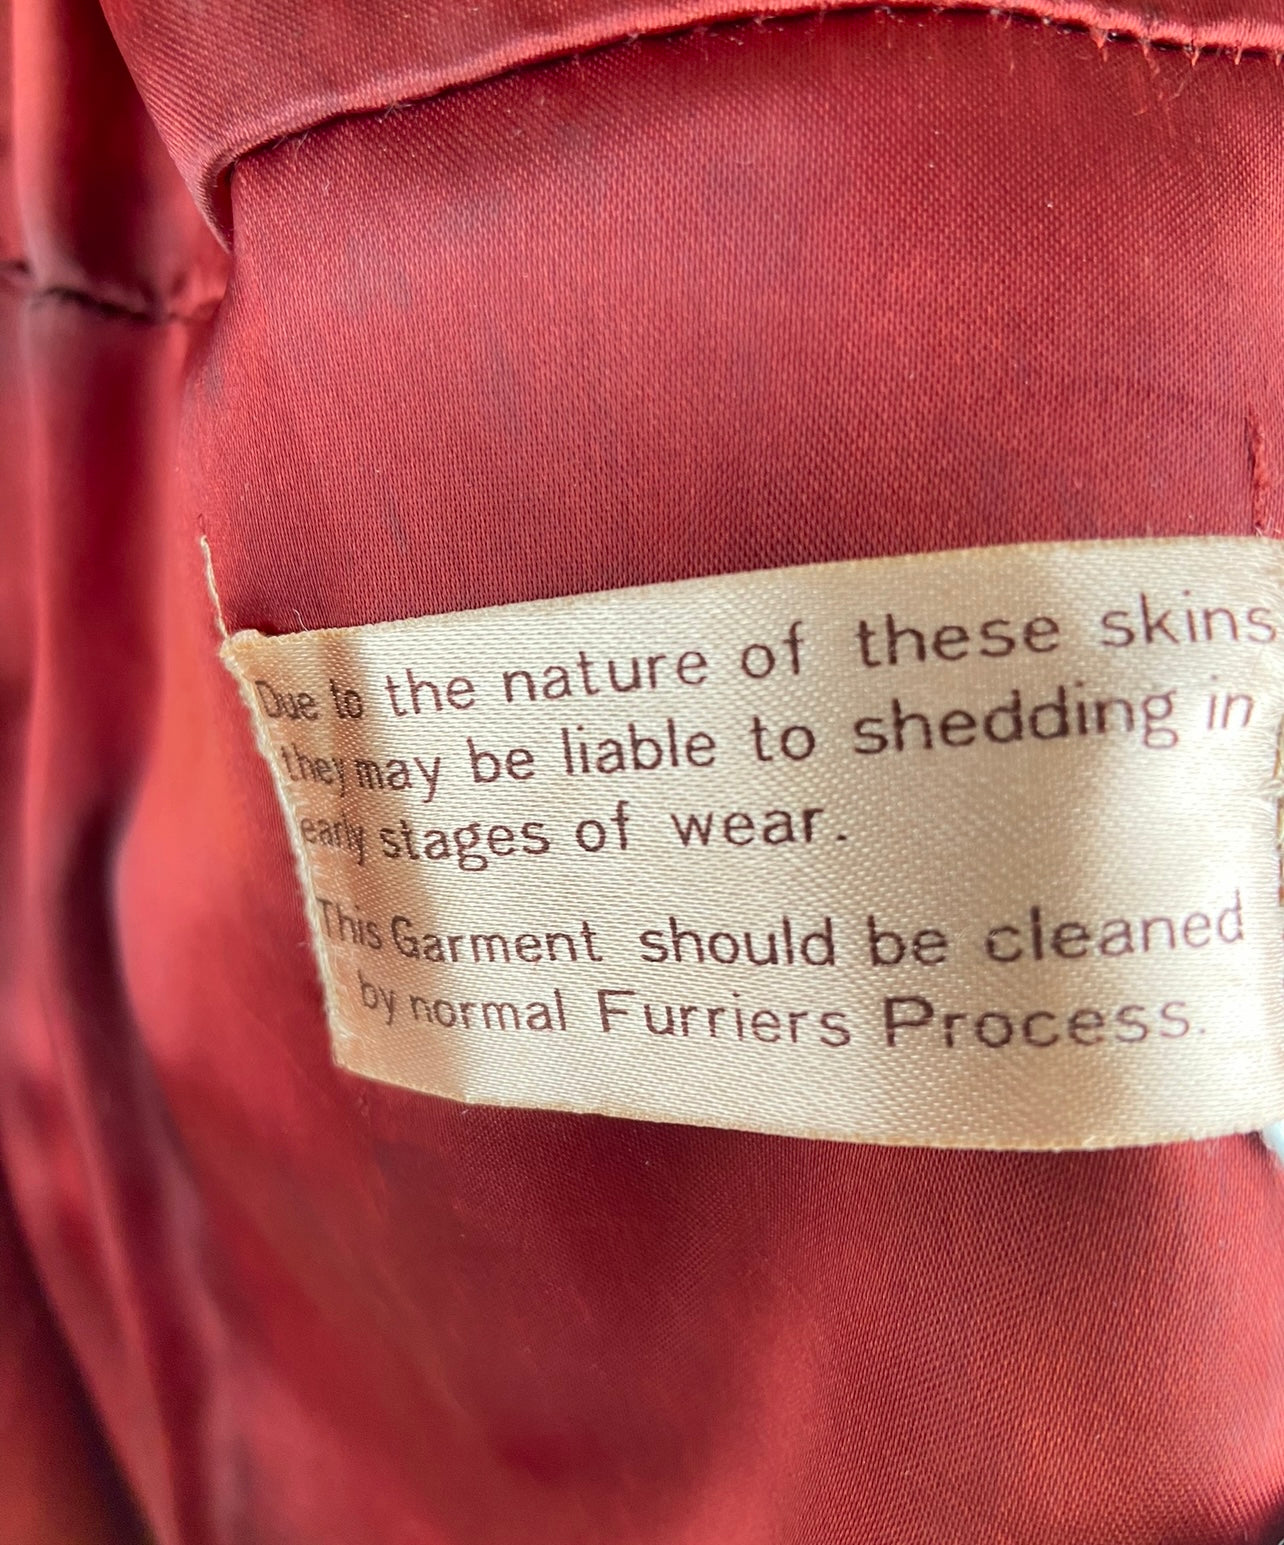 Due to the nature of these skins
they may be liable to shedding in
early stages of wear.
This Garment should be cleaned
by normal Furriers Process.